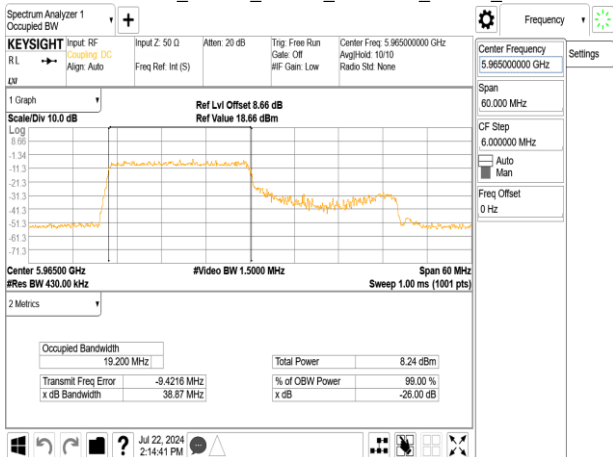 Spectrum Analyzer 1
Occupied BW
+
Frequency
Settings
KEYSIGHT
RL
LXI
Input: RF
Coupling: DC
Align: Auto
Input Z: 50 Ω
Freq Ref: Int (S)
Atten: 20 dB
Trig: Free Run
Gate: Off
#IF Gain: Low
Center Freq: 5.965000000 GHz
Avg|Hold: 10/10
Radio Std: None
Center Frequency
5.965000000 GHz
Span
60.000 MHz
CF Step
6.000000 MHz
Auto
Man
Freq Offset
0 Hz
1 Graph
Scale/Div 10.0 dB
Ref Lvl Offset 8.66 dB
Ref Value 18.66 dBm
Log
8.66
-1.34
-11.3
-21.3
-31.3
-41.3
-51.3
-61.3
-71.3
Center 5.96500 GHz
#Video BW 1.5000 MHz
Span 60 MHz
#Res BW 430.00 kHz
Sweep 1.00 ms (1001 pts)
2 Metrics
Occupied Bandwidth
19.200 MHz
Total Power 8.24 dBm
Transmit Freq Error -9.4216 MHz
% of OBW Power 99.00 %
x dB Bandwidth 38.87 MHz
x dB -26.00 dB
?
Jul 22, 2024
2:14:41 PM